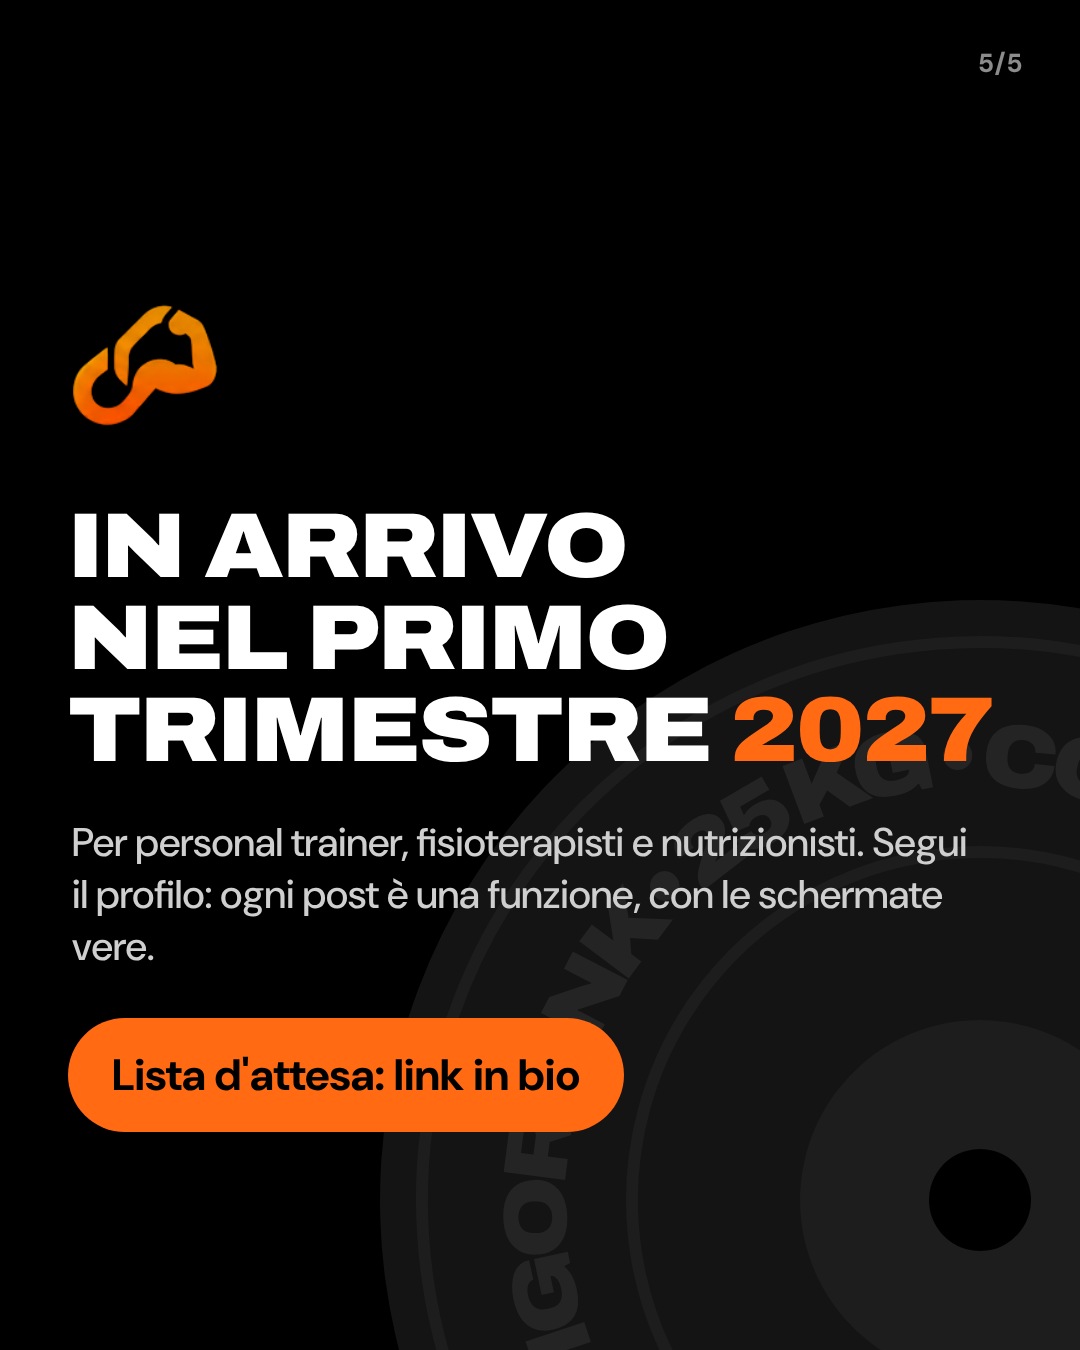 5/5
IN ARRIVO
NEL PRIMO
TRIMESTRE 2027
Per personal trainer, fisioterapisti e nutrizionisti. Segui
il profilo: ogni post è una funzione, con le schermate
vere.
Lista d'attesa: link in bio
25KG